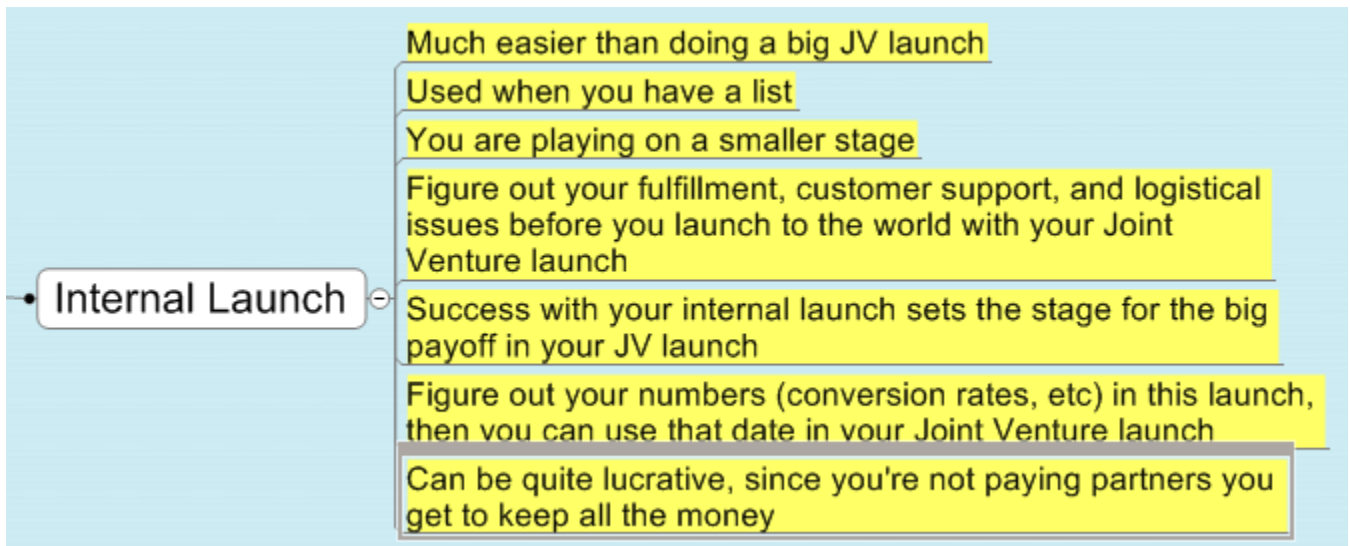 Internal Launch
Much easier than doing a big JV launch
Used when you have a list
You are playing on a smaller stage
Figure out your fulfillment, customer support, and logistical
issues before you launch to the world with your Joint
Venture launch
Success with your internal launch sets the stage for the big
payoff in your JV launch
Figure out your numbers (conversion rates, etc) in this launch,
then you can use that date in your Joint Venture launch
Can be quite lucrative, since you're not paying partners you
get to keep all the money